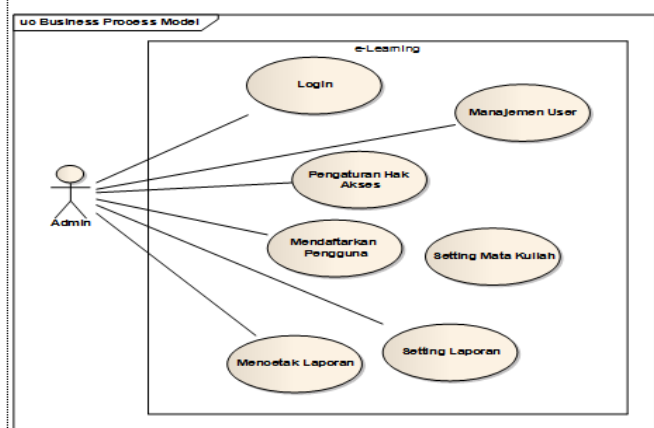 uc Business Process Model
e-Learning
Login
Manajemen User
Pengaturan Hak
Akses
Admin
Mendaftarkan
Pengguna
Setting Mata Kuliah
Mencetak Laporan
Setting Laporan